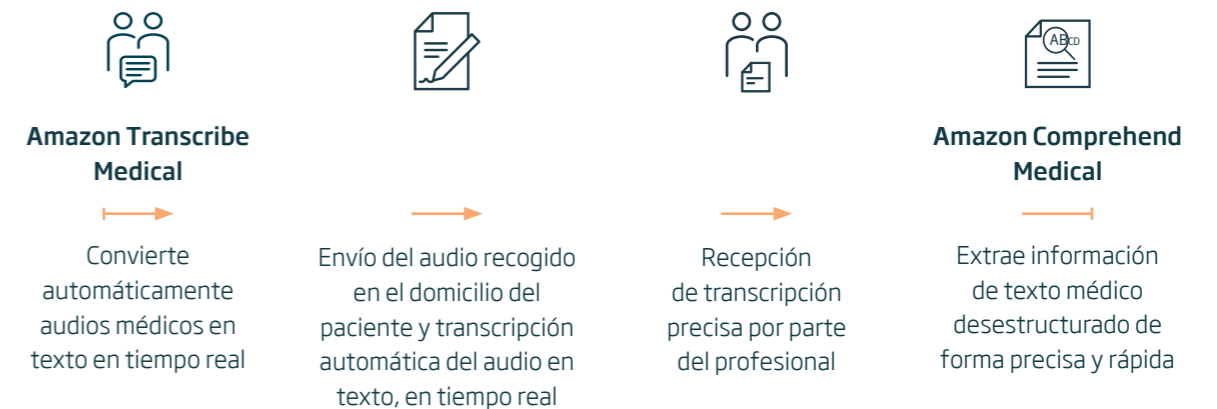 ABCD
Amazon Transcribe
Medical
Convierte
automáticamente
audios médicos en
texto en tiempo real
Envío del audio recogido
en el domicilio del
paciente y transcripción
automática del audio en
texto, en tiempo real
Recepción
de transcripción
precisa por parte
del profesional
Amazon Comprehend
Medical
Extrae información
de texto médico
desestructurado de
forma precisa y rápida